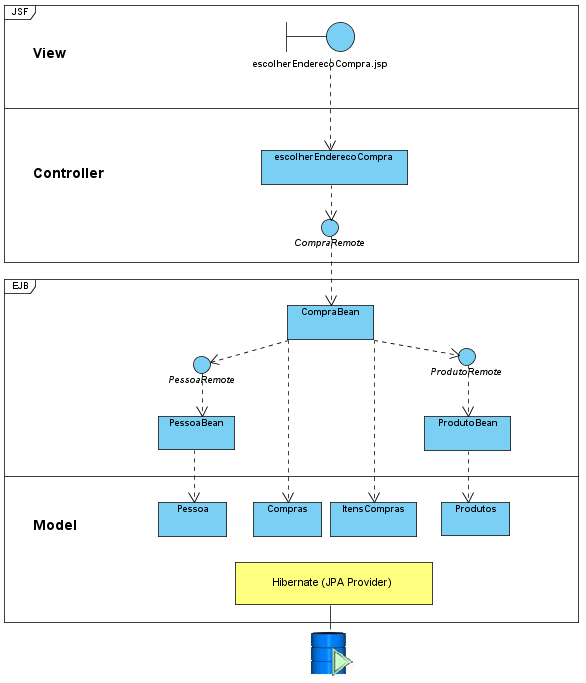 JSF
View
escolherEnderecoCompra.jsp
escolherEnderecoCompra
Controller
CompraRemote
EJB
CompraBean
PessoaRemote
ProdutoRemote
PessoaBean
ProdutoBean
Pessoa
Compras
ItensCompras
Produtos
Model
Hibernate (JPA Provider)